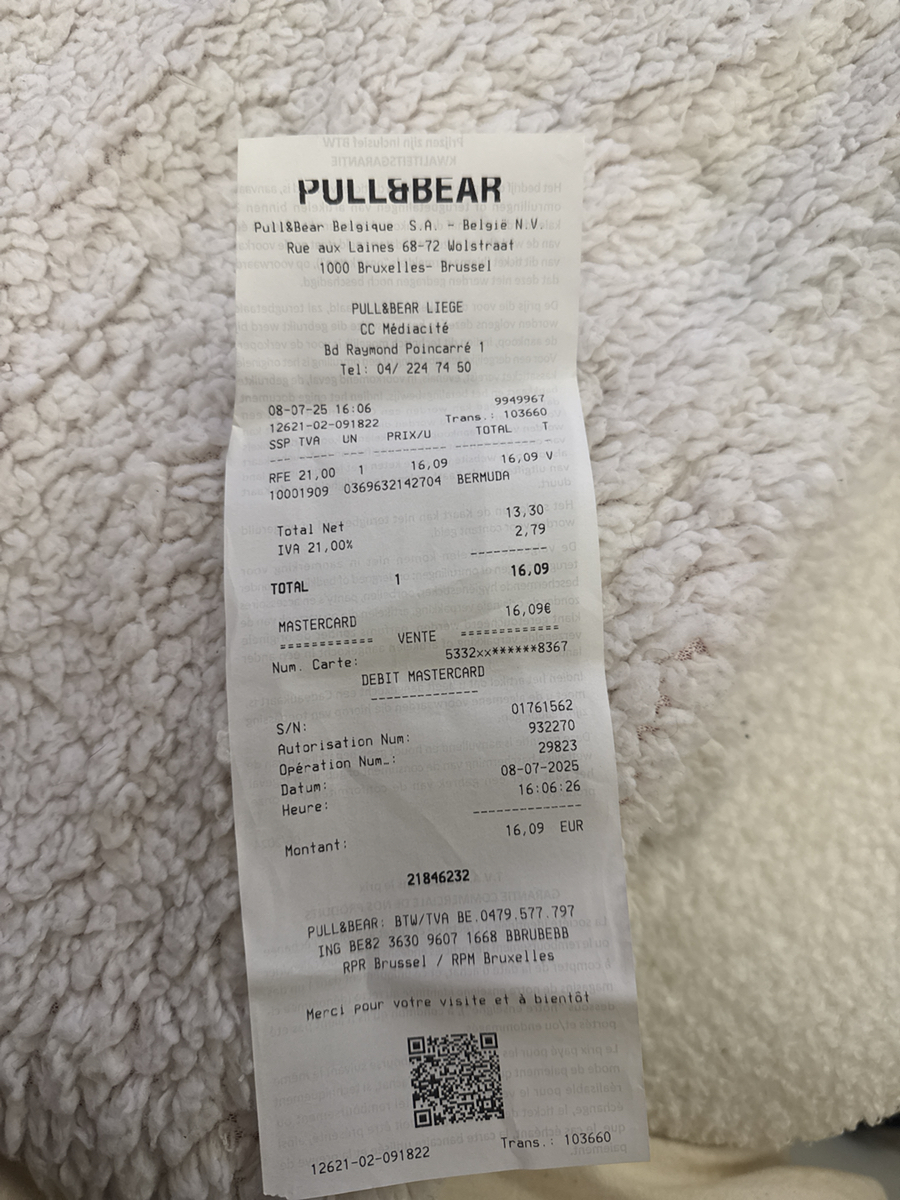 PULL&BEAR
Pull&Bear Belgique S.A. - België N.V.
Rue aux Laines 68-72 Wolstraat
1000 Bruxelles- Brussel
PULL&BEAR LIEGE
CC Médiacité
Bd Raymond Poincarré 1
Tel: 04/ 224 74 50
08-07-25 16:06 9949967
12621-02-091822 Trans.: 103660
SSP TVA UN PRIX/U TOTAL T
--- ----- --- ---------- ----------- -
RFE 21,00 1 16,09 16,09 V
10001909 0369632142704 BERMUDA
Total Net 13,30
IVA 21,00% 2,79
----------
TOTAL 1 16,09
MASTERCARD 16,09€
============ VENTE ============
Num. Carte: 5332xx******8367
DEBIT MASTERCARD
--------------
S/N: 01761562
Autorisation Num: 932270
Opération Num_: 29823
Datum: 08-07-2025
Heure: 16:06:26
--------------
Montant: 16,09 EUR
21846232
PULL&BEAR: BTW/TVA BE.0479.577.797
ING BE82 3630 9607 1668 BBRUBEBB
RPR Brussel / RPM Bruxelles
Merci pour votre visite et à bientôt
12621-02-091822 Trans.: 103660